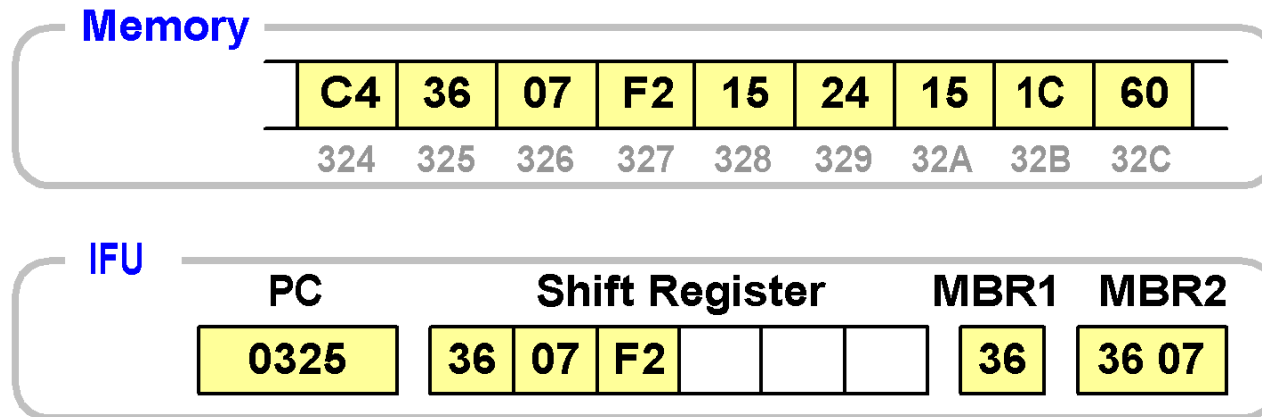 Memory
C4 36 07 F2 15 24 15 1C 60
324 325 326 327 328 329 32A 32B 32C
IFU
PC Shift Register MBR1 MBR2
0325 36 07 F2 36 36 07